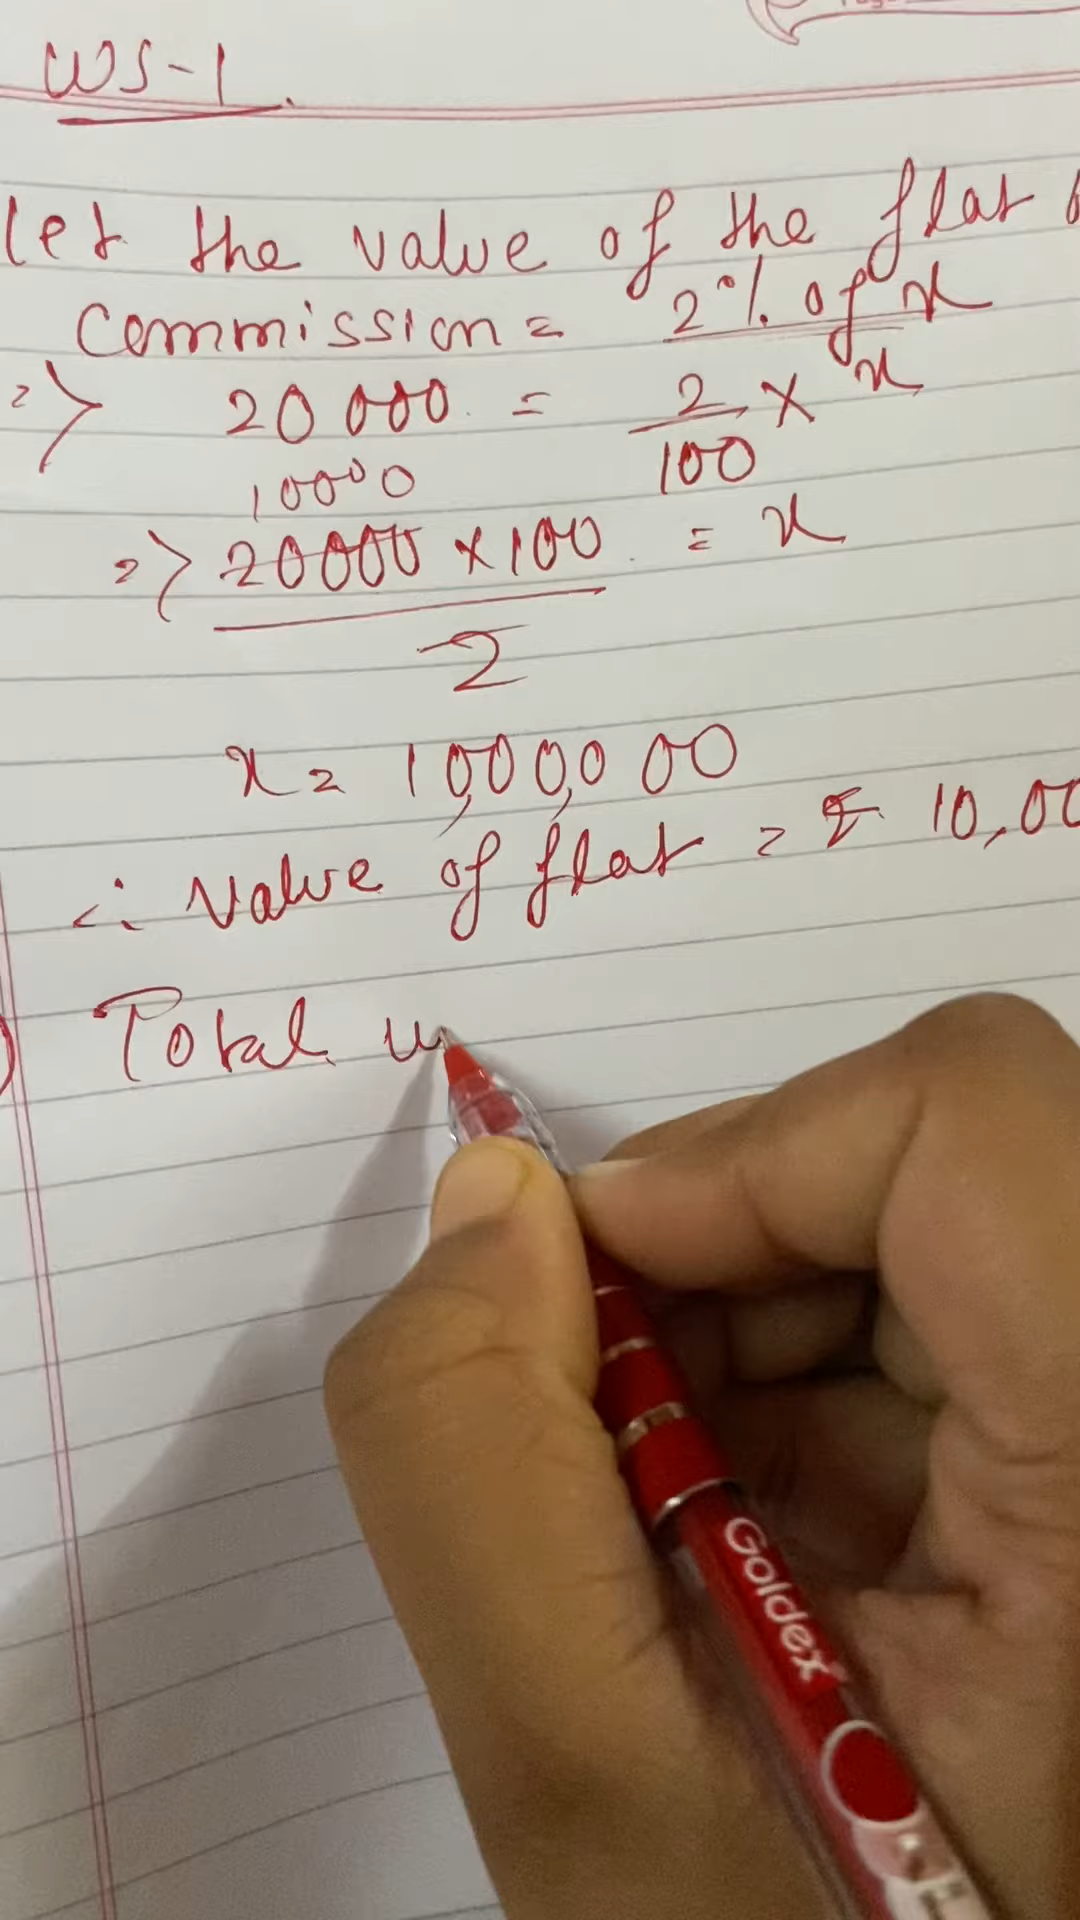 WS-1.
let the value of the flat
Commission = 2% of x
=> 20000 = 2/100 × x
10000
=> 20000 × 100 / 2 = x
x = 10,00,000
∴ Value of flat = ₹ 10,00
Total
Goldex